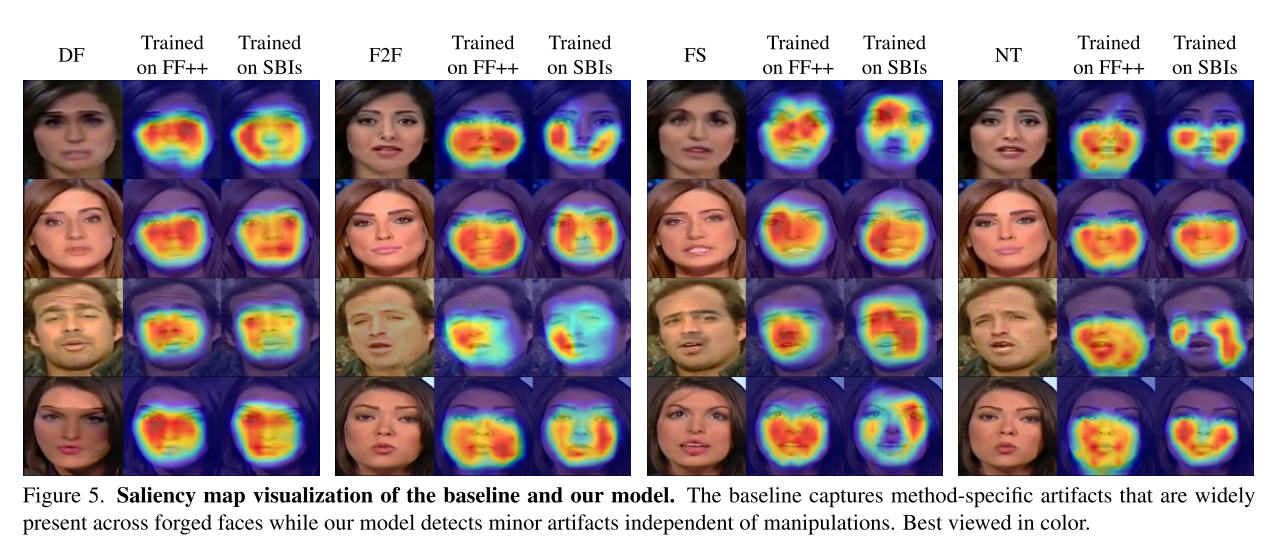 DF
Trained
on FF++
Trained
on SBIs
F2F
Trained
on FF++
Trained
on SBIs
FS
Trained
on FF++
Trained
on SBIs
NT
Trained
on FF++
Trained
on SBIs
Figure 5. Saliency map visualization of the baseline and our model. The baseline captures method-specific artifacts that are widely
present across forged faces while our model detects minor artifacts independent of manipulations. Best viewed in color.